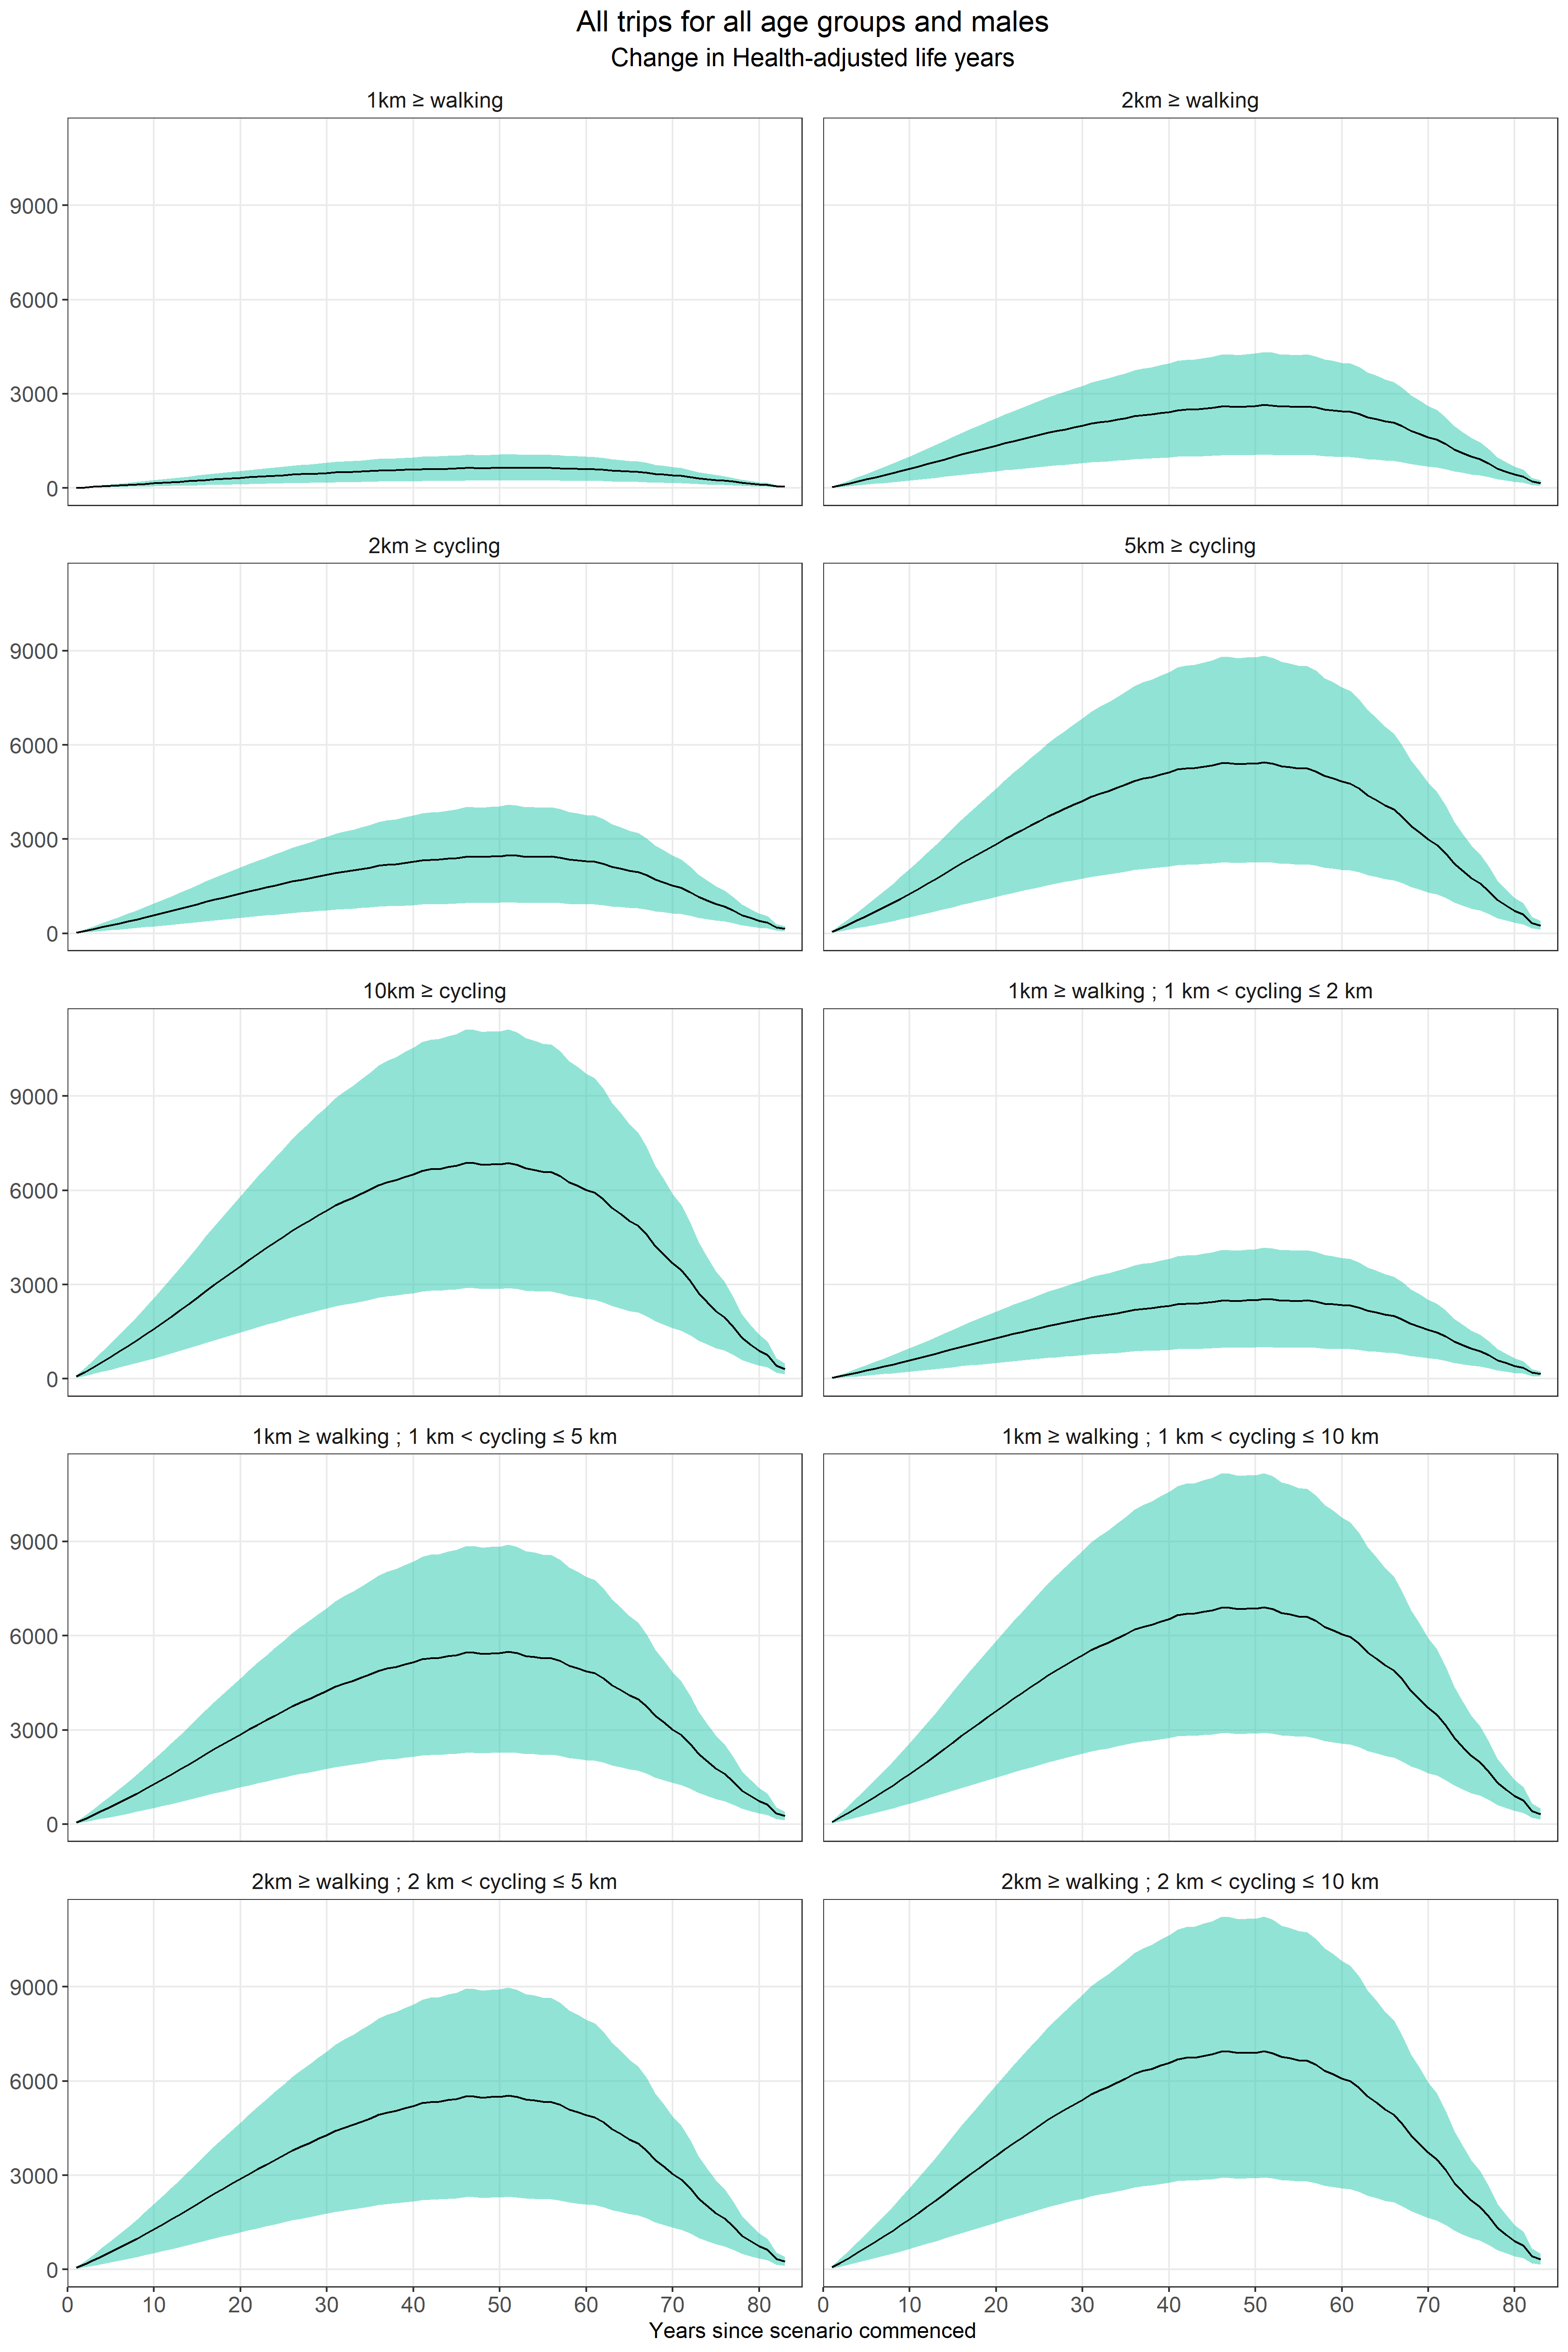 All trips for all age groups and males
Change in Health-adjusted life years
1km ≥ walking
2km ≥ walking
9000
6000
3000
0
2km ≥ cycling
5km ≥ cycling
9000
6000
3000
0
10km ≥ cycling
1km ≥ walking ; 1 km < cycling ≤ 2 km
9000
6000
3000
0
1km ≥ walking ; 1 km < cycling ≤ 5 km
1km ≥ walking ; 1 km < cycling ≤ 10 km
9000
6000
3000
0
2km ≥ walking ; 2 km < cycling ≤ 5 km
2km ≥ walking ; 2 km < cycling ≤ 10 km
9000
6000
3000
0
0 10 20 30 40 50 60 70 80
0 10 20 30 40 50 60 70 80
Years since scenario commenced